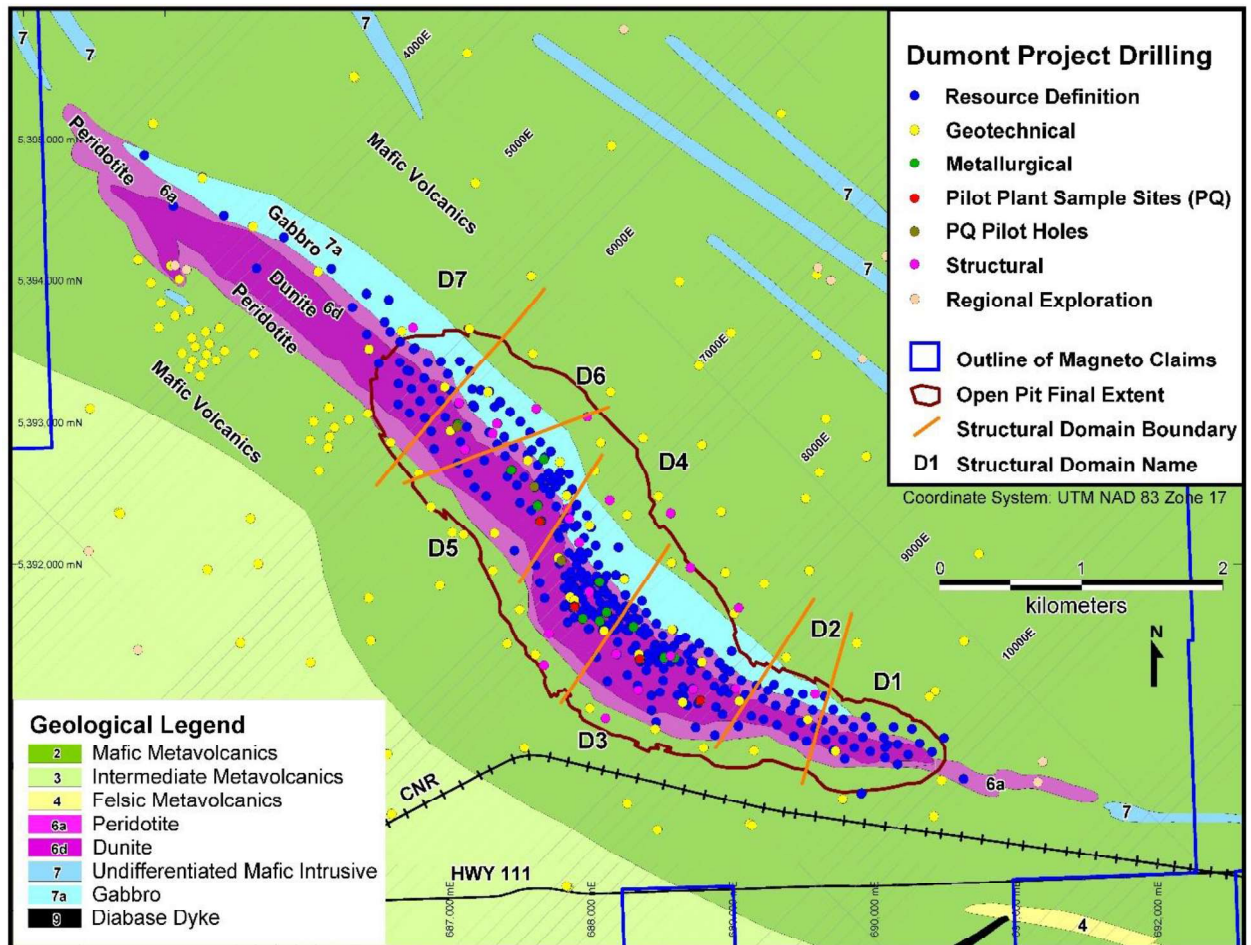 7
7
7
4000E
5000E
6000E
7000E
8000E
9000E
10000E
7
7
7
Dumont Project Drilling
Resource Definition
Geotechnical
Metallurgical
Pilot Plant Sample Sites (PQ)
PQ Pilot Holes
Structural
Regional Exploration
Outline of Magneto Claims
Open Pit Final Extent
Structural Domain Boundary
D1 Structural Domain Name
Coordinate System: UTM NAD 83 Zone 17
Mafic Volcanics
Peridotite
6a
Gabbro
7a
Dunite
6d
Peridotite
Mafic Volcanics
5,394,000 mN
5,393,000 mN
5,392,000 mN
D7
D6
D4
D5
D2
D1
D3
0 1 2
kilometers
N
6a
7
CNR
HWY 111
687,000 mE
688,000 mE
690,000 mE
692,000 mE
4
Geological Legend
2 Mafic Metavolcanics
3 Intermediate Metavolcanics
4 Felsic Metavolcanics
6a Peridotite
6d Dunite
7 Undifferentiated Mafic Intrusive
7a Gabbro
9 Diabase Dyke